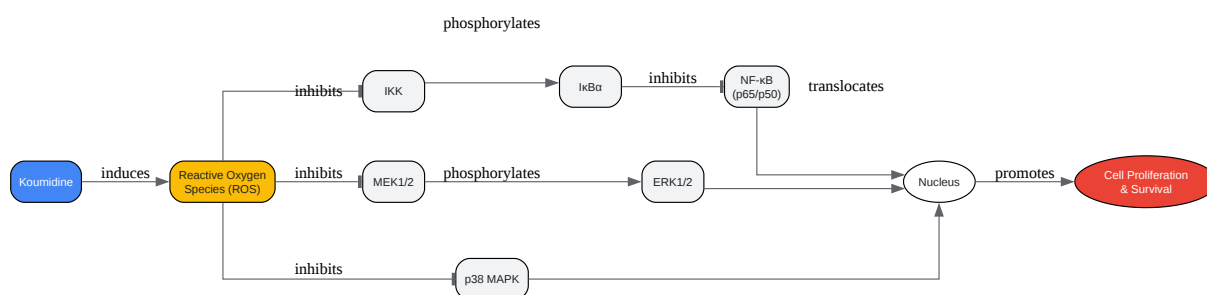 phosphorylates
inhibits
IKK
IκBα
inhibits
NF-κB
(p65/p50)
translocates
Koumidine
induces
Reactive Oxygen
Species (ROS)
inhibits
MEK1/2
phosphorylates
ERK1/2
Nucleus
promotes
Cell Proliferation
& Survival
inhibits
p38 MAPK